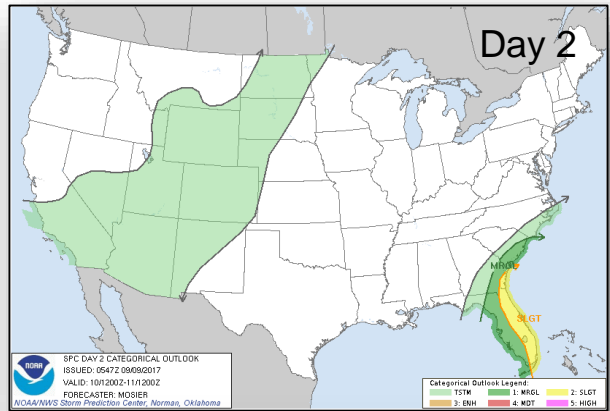 Day 2
MRGL
SLGT
NOAA
SPC DAY 2 CATEGORICAL OUTLOOK
ISSUED: 0547Z 09/09/2017
VALID: 10/1200Z-11/1200Z
FORECASTER: MOSIER
NOAA/NWS Storm Prediction Center, Norman, Oklahoma
Categorical Outlook Legend:
TSTM 1: MRGL 2: SLGT
3: ENH 4: MDT 5: HIGH